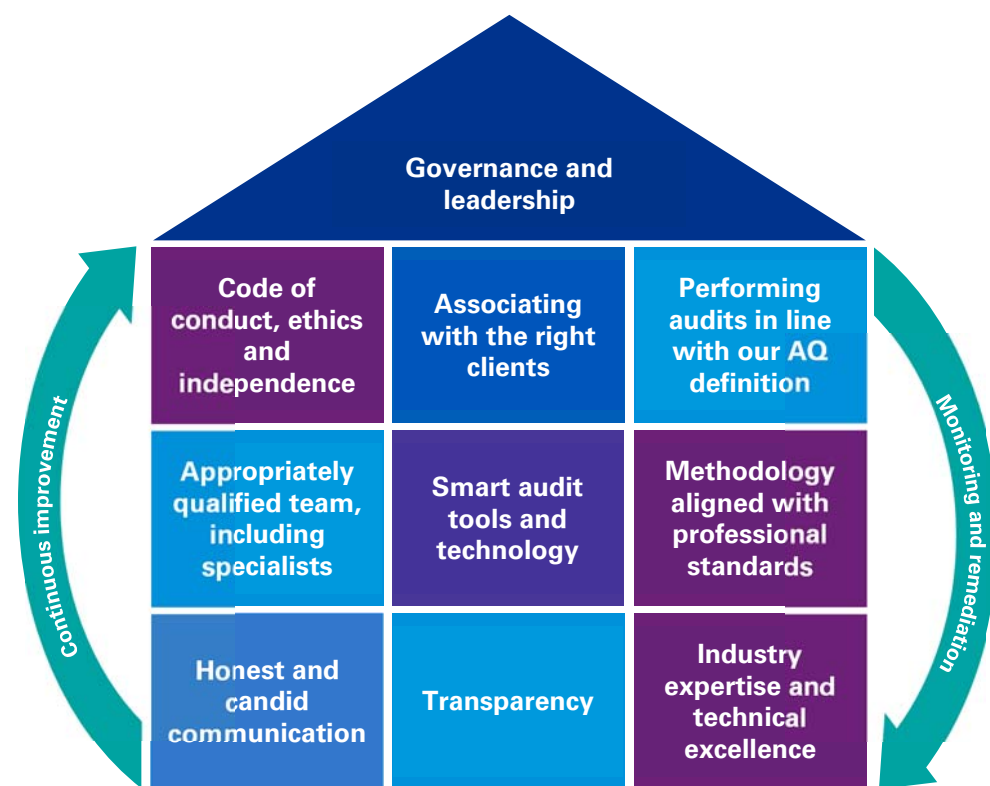 Governance and
leadership
Code of
conduct, ethics
and
independence
Associating
with the right
clients
Performing
audits in line
with our AQ
definition
Appropriately
qualified team,
including
specialists
Smart audit
tools and
technology
Methodology
aligned with
professional
standards
Honest and
candid
communication
Transparency
Industry
expertise and
technical
excellence
Continuous improvement
Monitoring and remediation